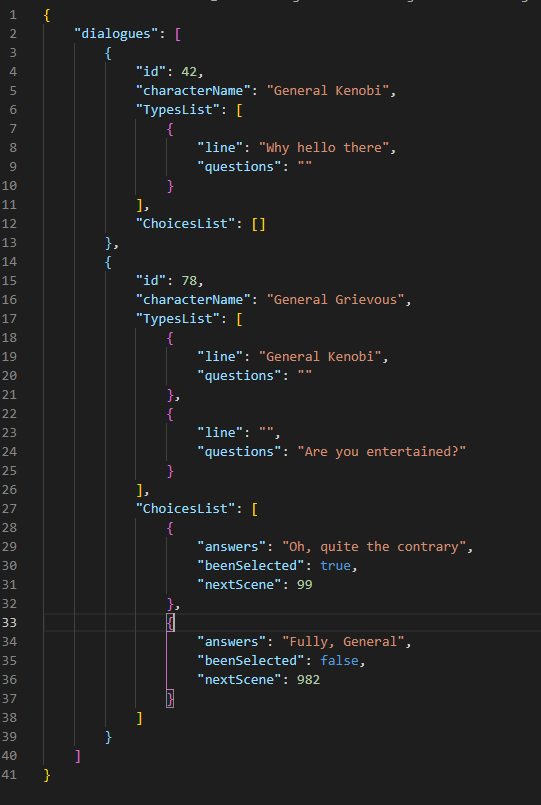 1 {
2     "dialogues": [
3         {
4             "id": 42,
5             "characterName": "General Kenobi",
6             "TypesList": [
7                 {
8                     "line": "Why hello there",
9                     "questions": ""
10                 }
11             ],
12             "ChoicesList": []
13         },
14         {
15             "id": 78,
16             "characterName": "General Grievous",
17             "TypesList": [
18                 {
19                     "line": "General Kenobi",
20                     "questions": ""
21                 },
22                 {
23                     "line": "",
24                     "questions": "Are you entertained?"
25                 }
26             ],
27             "ChoicesList": [
28                 {
29                     "answers": "Oh, quite the contrary",
30                     "beenSelected": true,
31                     "nextScene": 99
32                 },
33                 {
34                     "answers": "Fully, General",
35                     "beenSelected": false,
36                     "nextScene": 982
37                 }
38             ]
39         }
40     ]
41 }